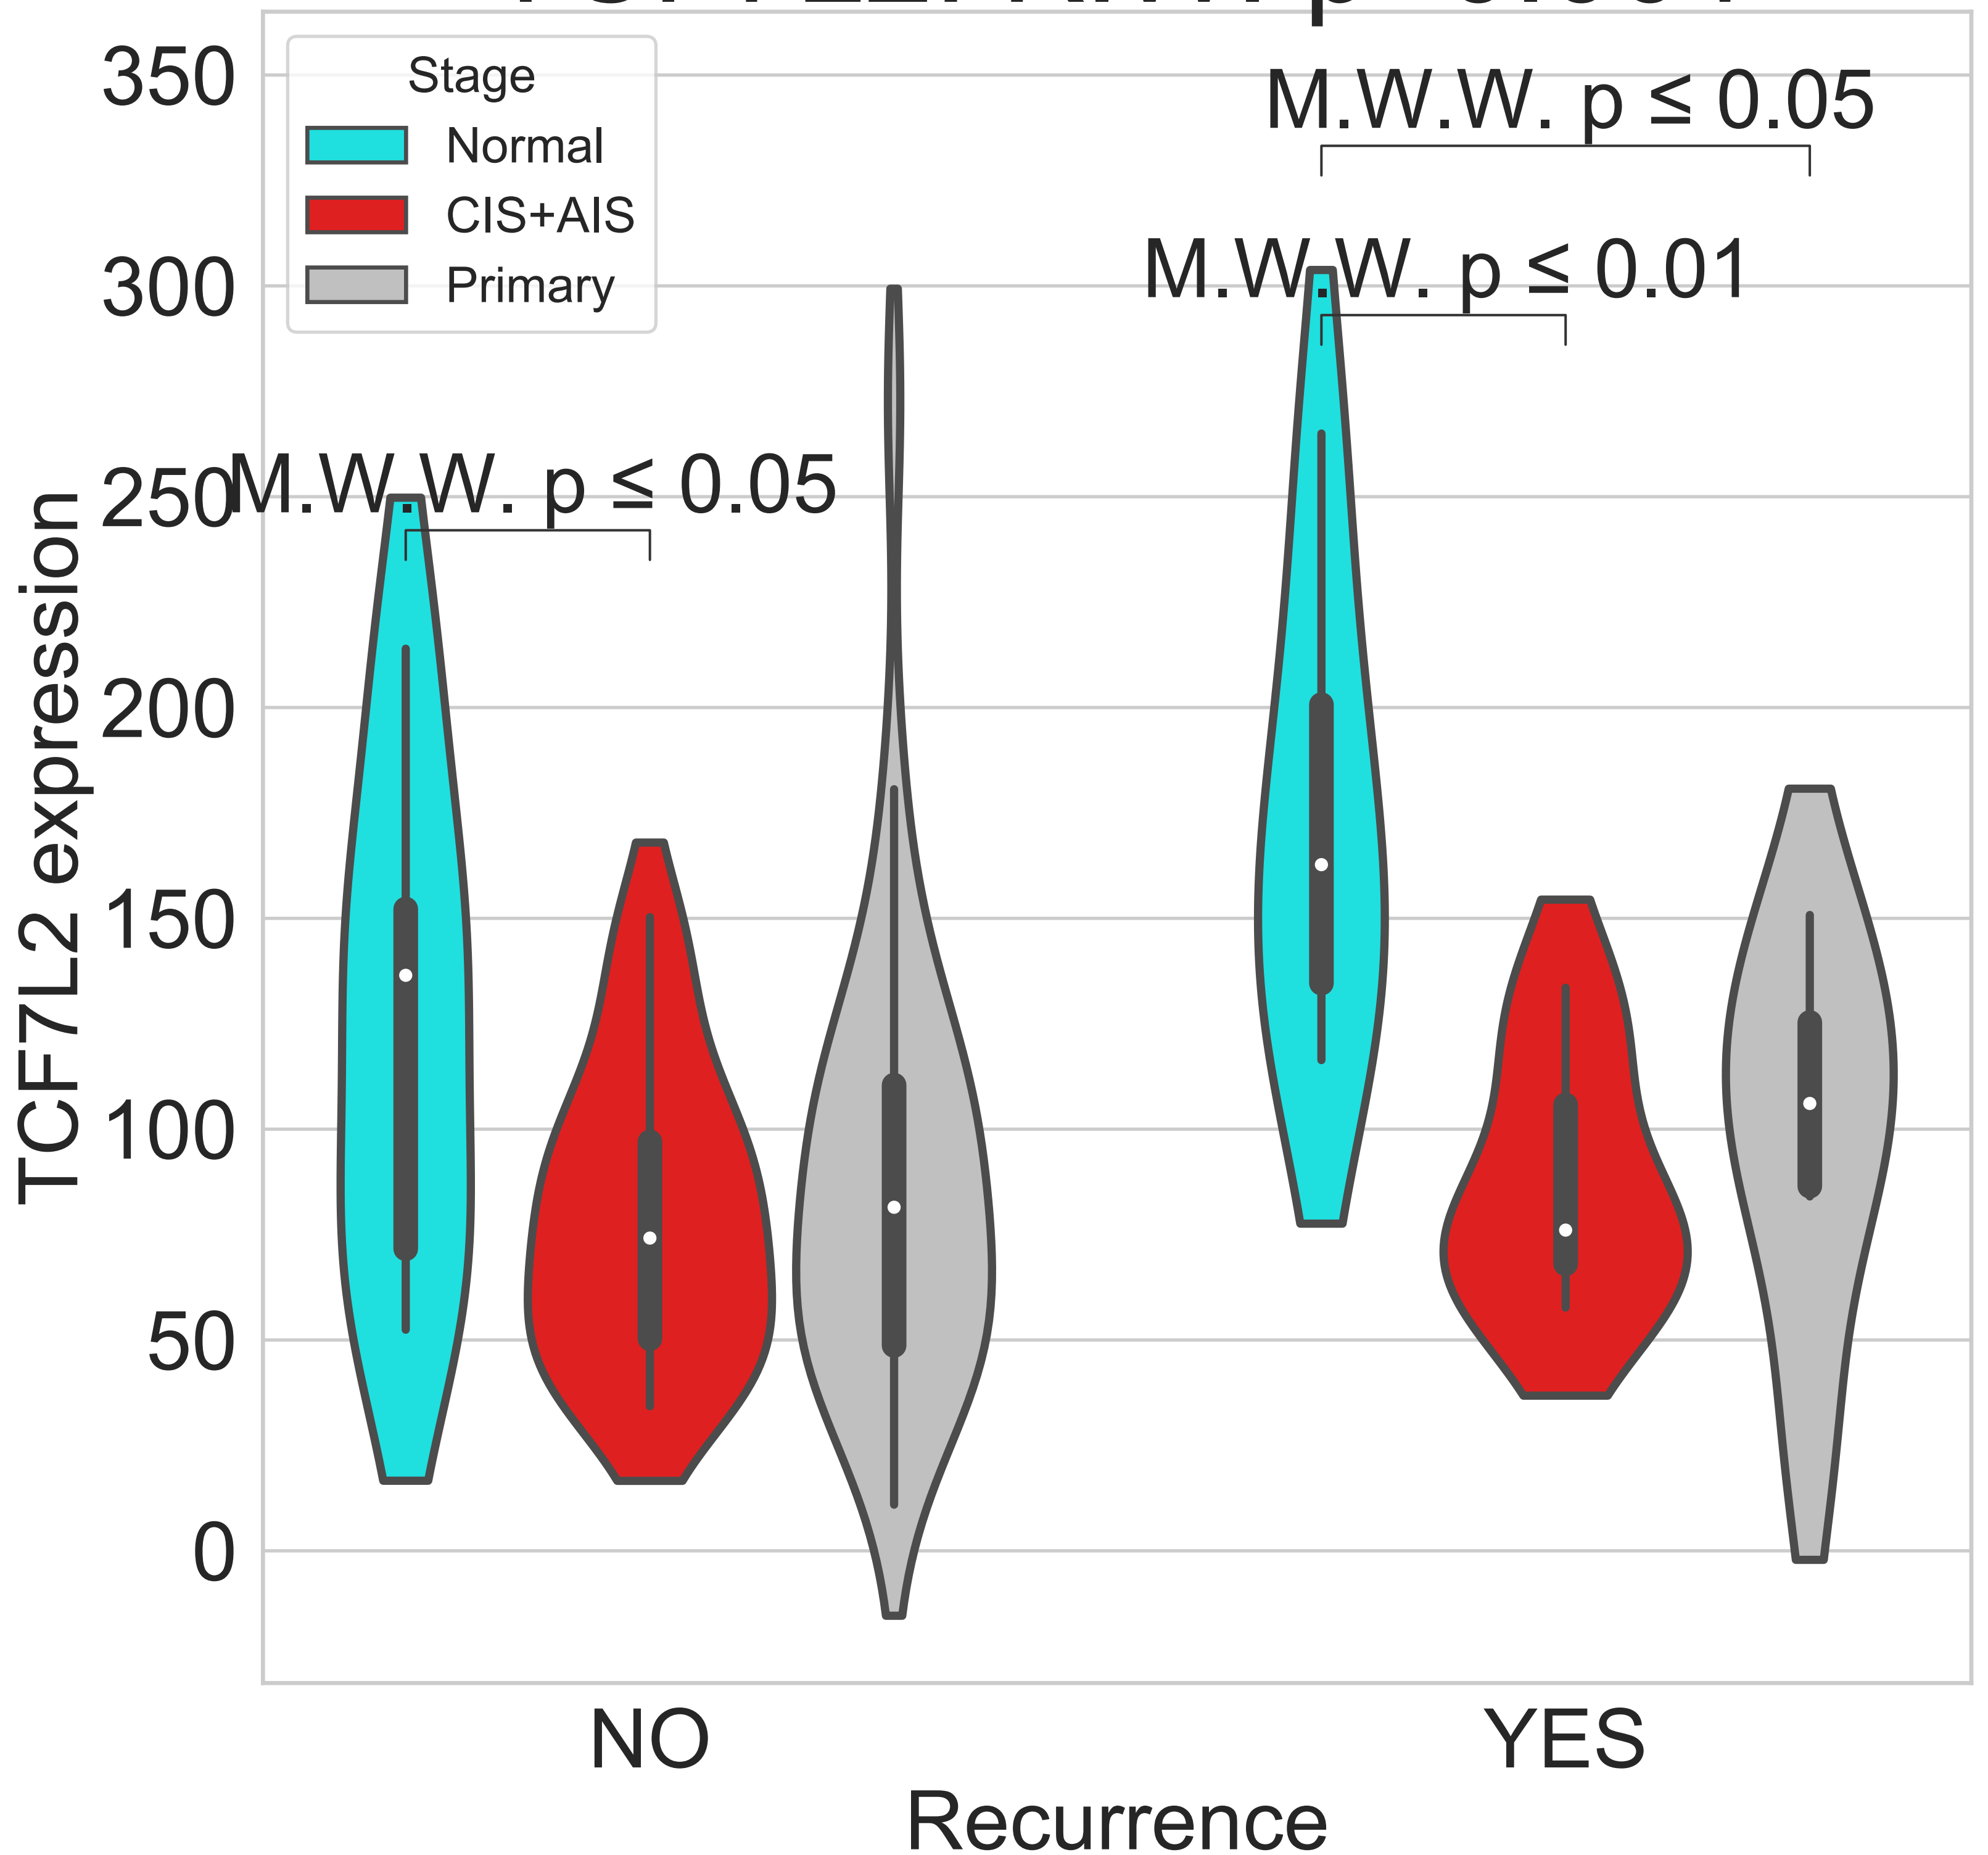 350
300
250
200
150
100
50
0
TCF7L2 expression
Stage
Normal
CIS+AIS
Primary
M.W.W. p ≤ 0.05
M.W.W. p ≤ 0.01
M.W.W. p ≤ 0.05
NO
YES
Recurrence